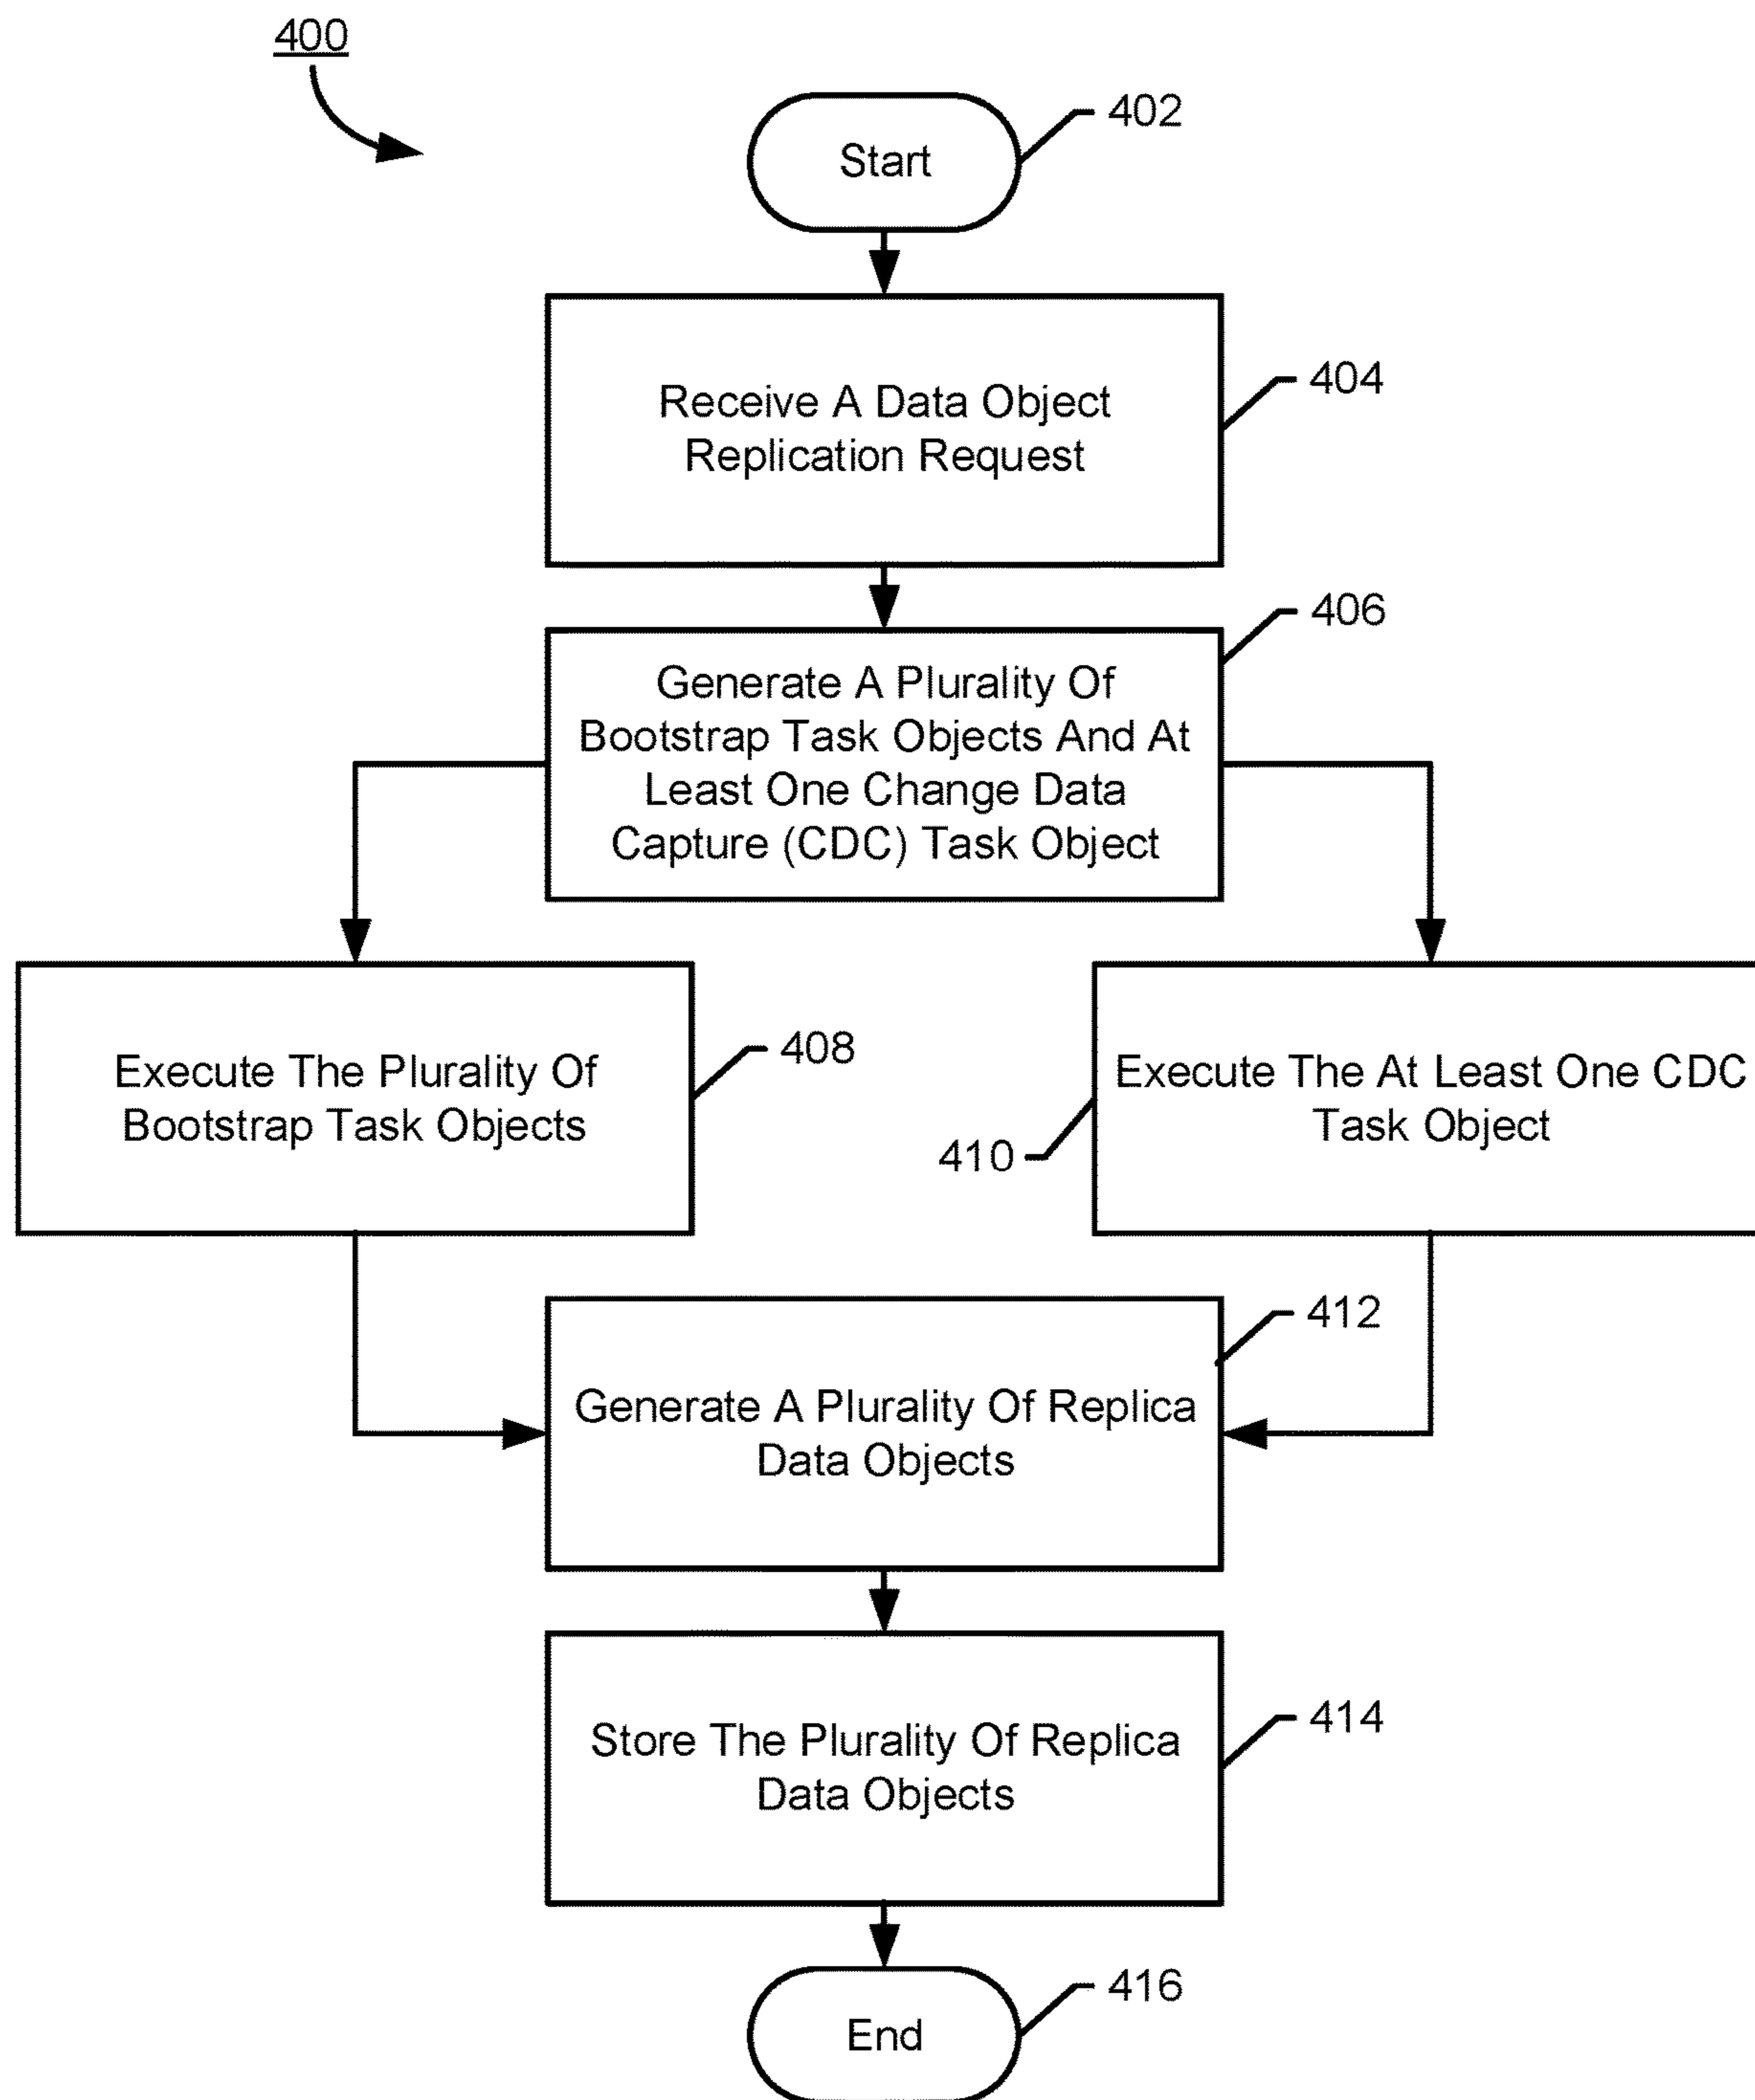 400
402
Start
404
Receive A Data Object
Replication Request
406
Generate A Plurality Of
Bootstrap Task Objects And At
Least One Change Data
Capture (CDC) Task Object
408
Execute The Plurality Of
Bootstrap Task Objects
Execute The At Least One CDC
Task Object
410
412
Generate A Plurality Of Replica
Data Objects
414
Store The Plurality Of Replica
Data Objects
416
End